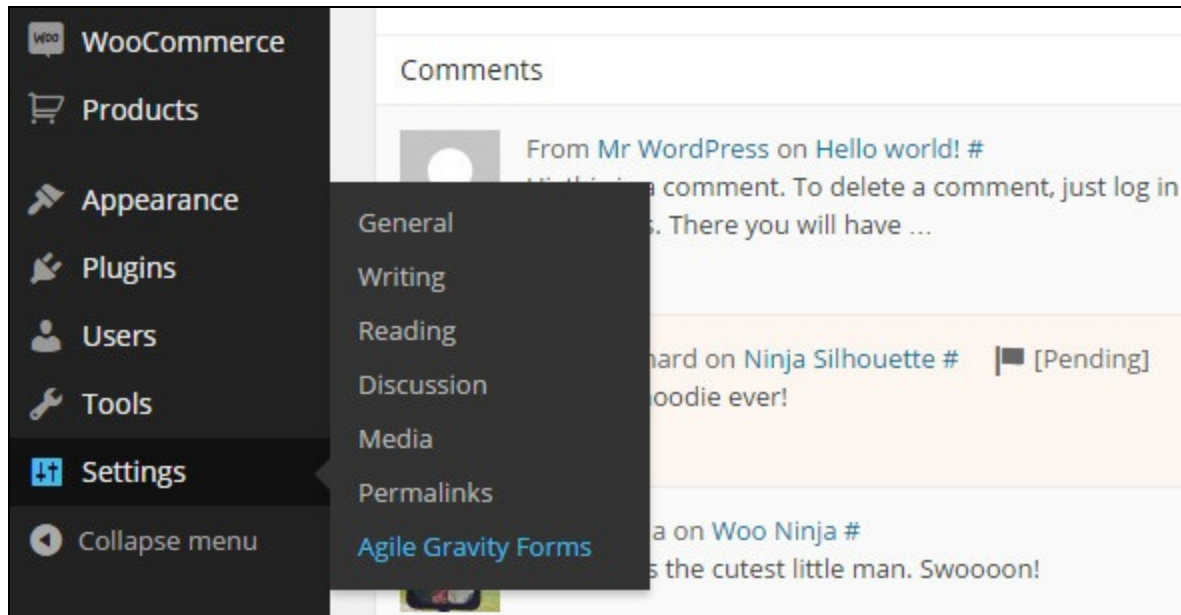 Woo WooCommerce
Products
Appearance
Plugins
Users
Tools
Settings
Collapse menu
General
Writing
Reading
Discussion
Media
Permalinks
Agile Gravity Forms
Comments
From Mr WordPress on Hello world! #
a comment. To delete a comment, just log in
. There you will have …
on Ninja Silhouette # [Pending]
ever!
a on Woo Ninja #
the cutest little man. Swoooon!